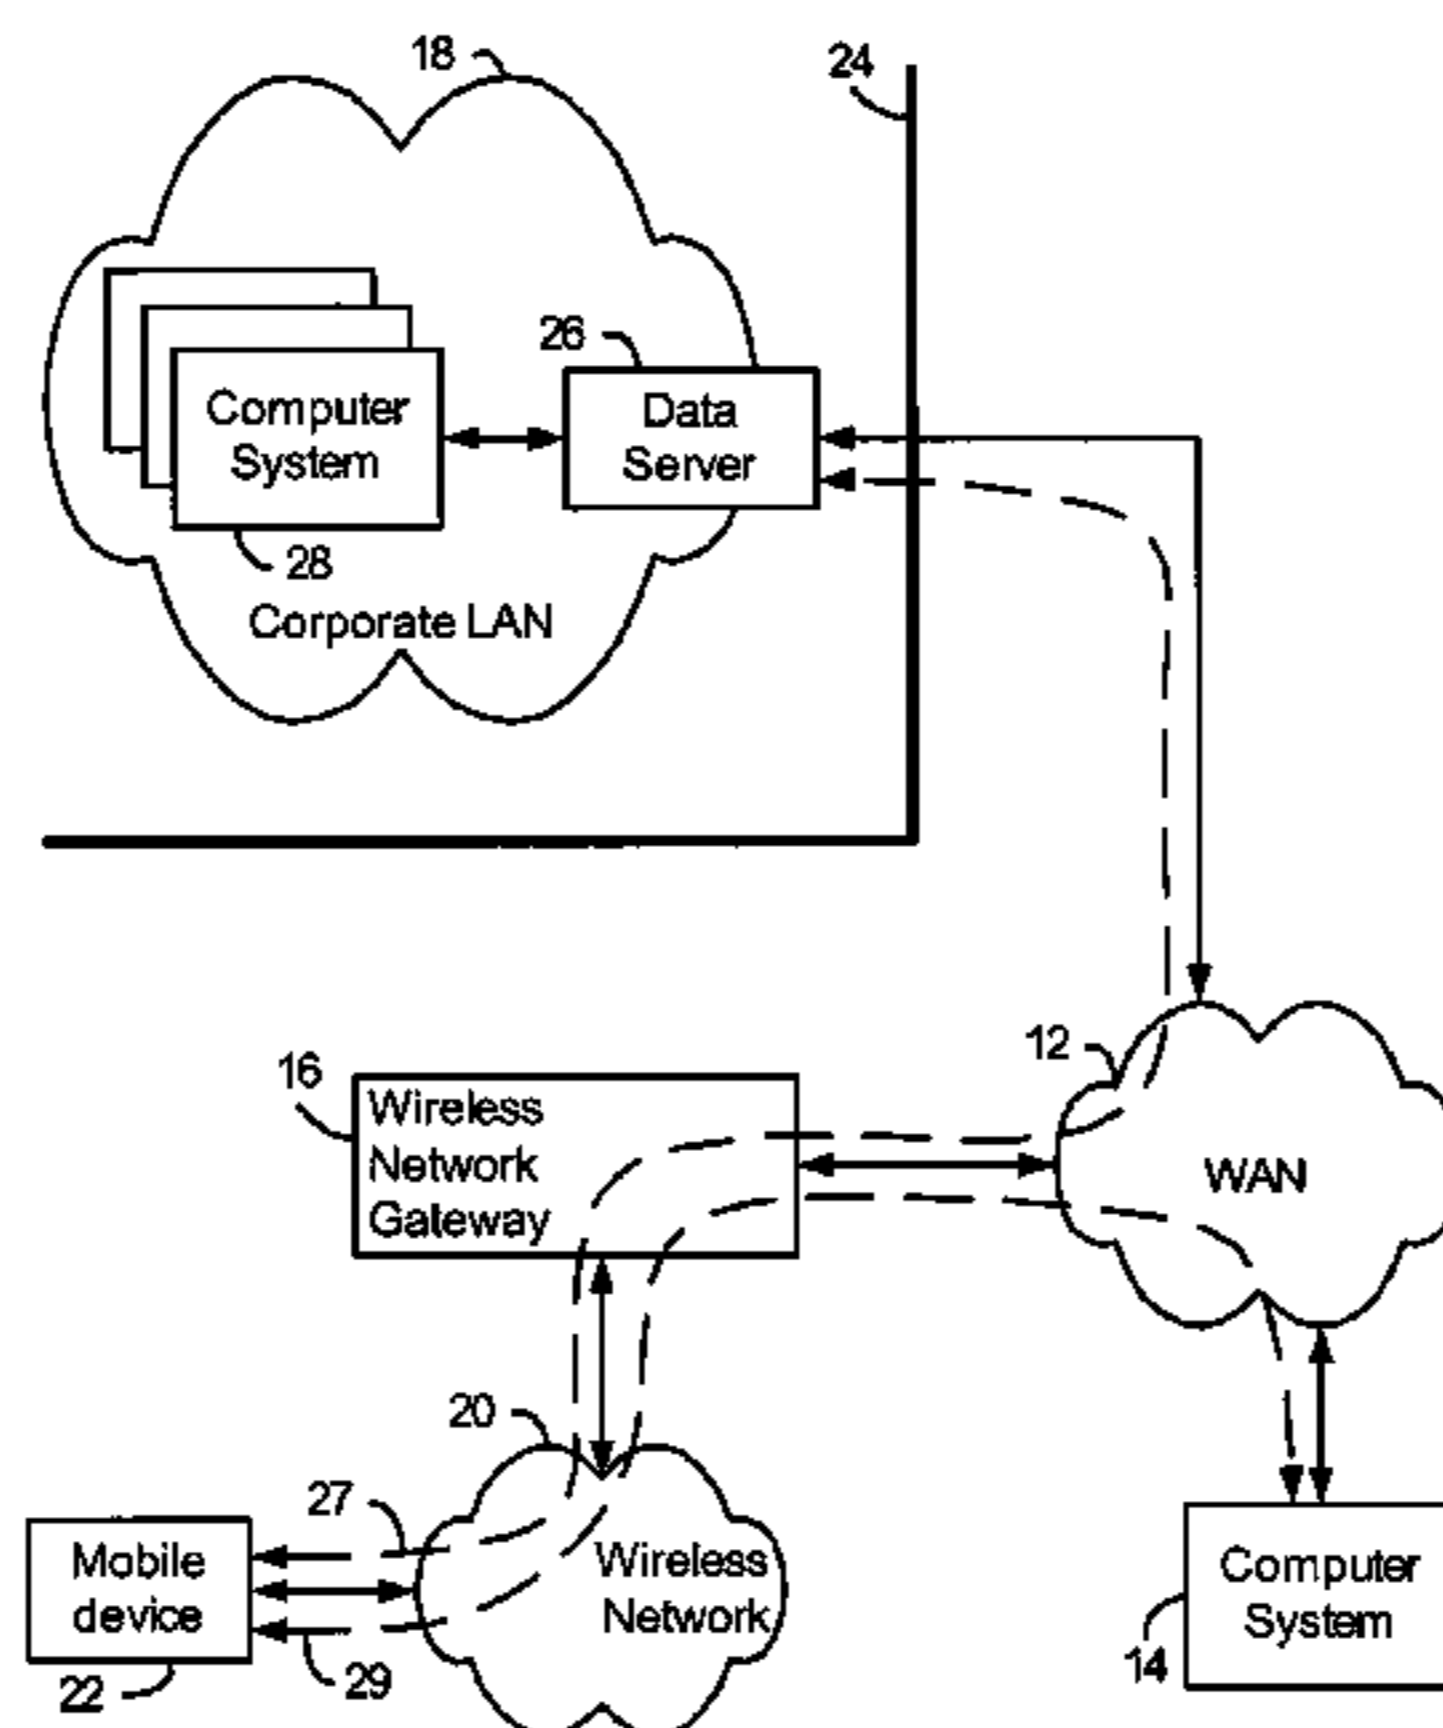 18
24
26
Computer
System
Data
Server
28
Corporate LAN
12
16
Wireless
Network
Gateway
WAN
20
27
Mobile
device
Wireless
Network
Computer
System
22
29
14